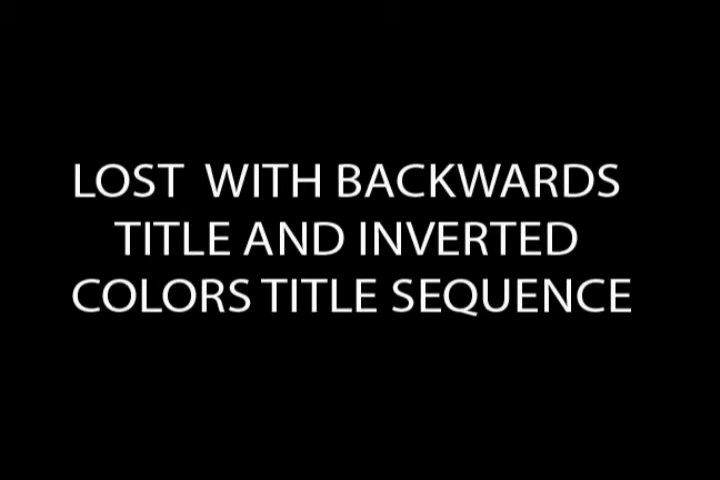 LOST  WITH BACKWARDS
TITLE AND INVERTED
COLORS TITLE SEQUENCE